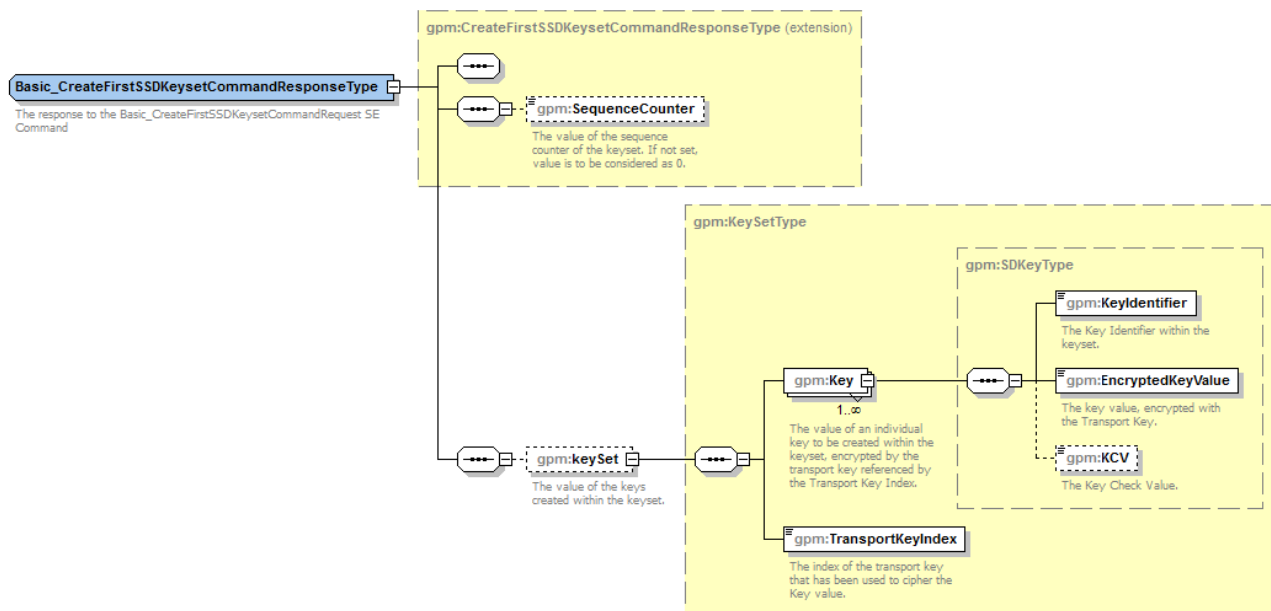 gpm:CreateFirstSSDKeysetCommandResponseType (extension)
Basic_CreateFirstSSDKeysetCommandResponseType
The response to the Basic_CreateFirstSSDKeysetCommandRequest SE
Command
gpm:SequenceCounter
The value of the sequence
counter of the keyset. If not set,
value is to be considered as 0.
gpm:KeySetType
gpm:SDKeyType
gpm:KeyIdentifier
The Key Identifier within the
keyset.
gpm:Key
1..∞
The value of an individual
key to be created within the
keyset, encrypted by the
transport key referenced by
the Transport Key Index.
gpm:EncryptedKeyValue
The key value, encrypted with
the Transport Key.
gpm:KCV
The Key Check Value.
gpm:keySet
The value of the keys
created within the keyset.
gpm:TransportKeyIndex
The index of the transport key
that has been used to cipher the
Key value.